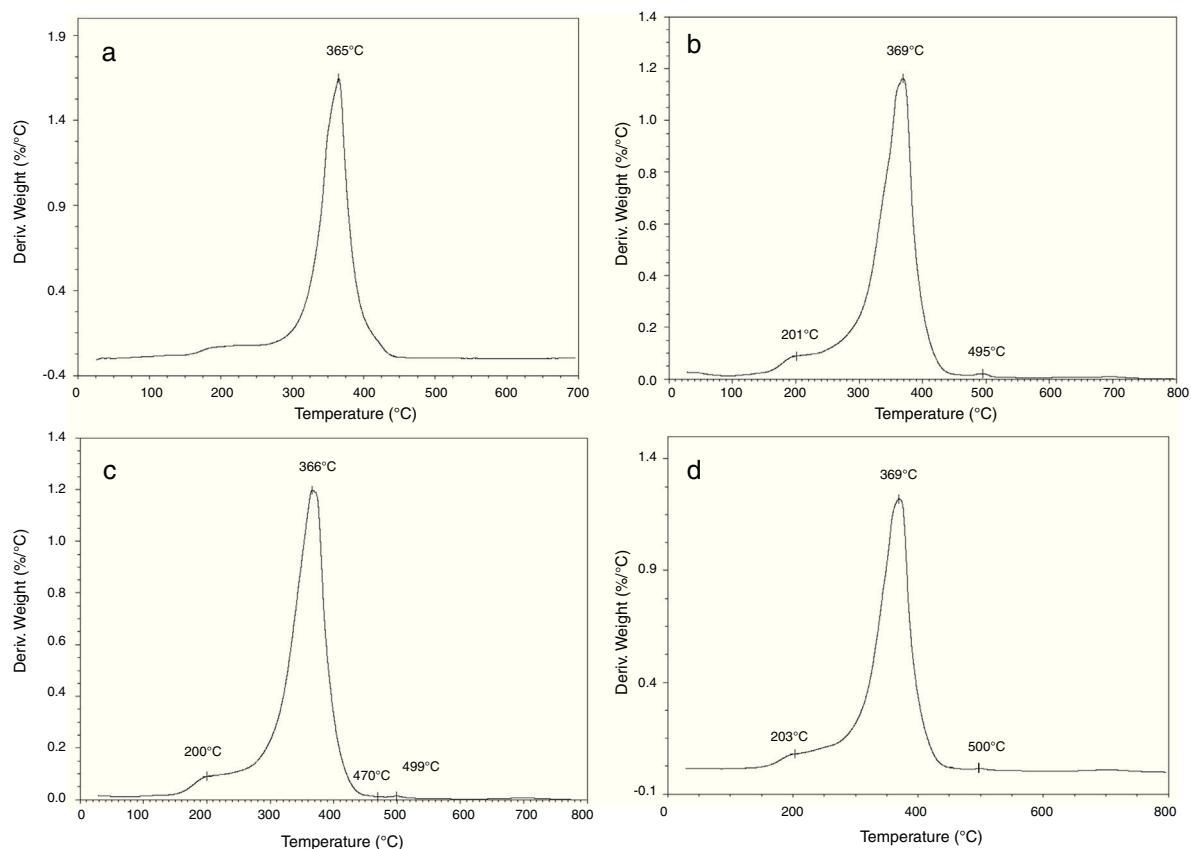 a
365°C
1.9
1.4
0.9
0.4
-0.4
0 100 200 300 400 500 600 700
Temperature (°C)
Deriv. Weight (%/°C)
b
369°C
201°C
495°C
1.4
1.2
1.0
0.8
0.6
0.4
0.2
0.0
0 100 200 300 400 500 600 700 800
Temperature (°C)
Deriv. Weight (%/°C)
c
366°C
200°C
470°C
499°C
1.4
1.2
1.0
0.8
0.6
0.4
0.2
0.0
0 100 200 300 400 500 600 700 800
Temperature (°C)
Deriv. Weight (%/°C)
d
369°C
203°C
500°C
1.4
0.9
0.4
-0.1
0 200 400 600 800
Temperature (°C)
Deriv. Weight (%/°C)